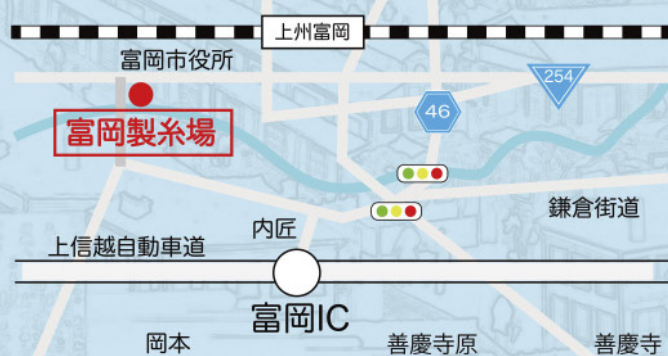 上州富岡
富岡市役所
254
46
富岡製糸場
鎌倉街道
内匠
上信越自動車道
富岡IC
岡本
善慶寺原
善慶寺